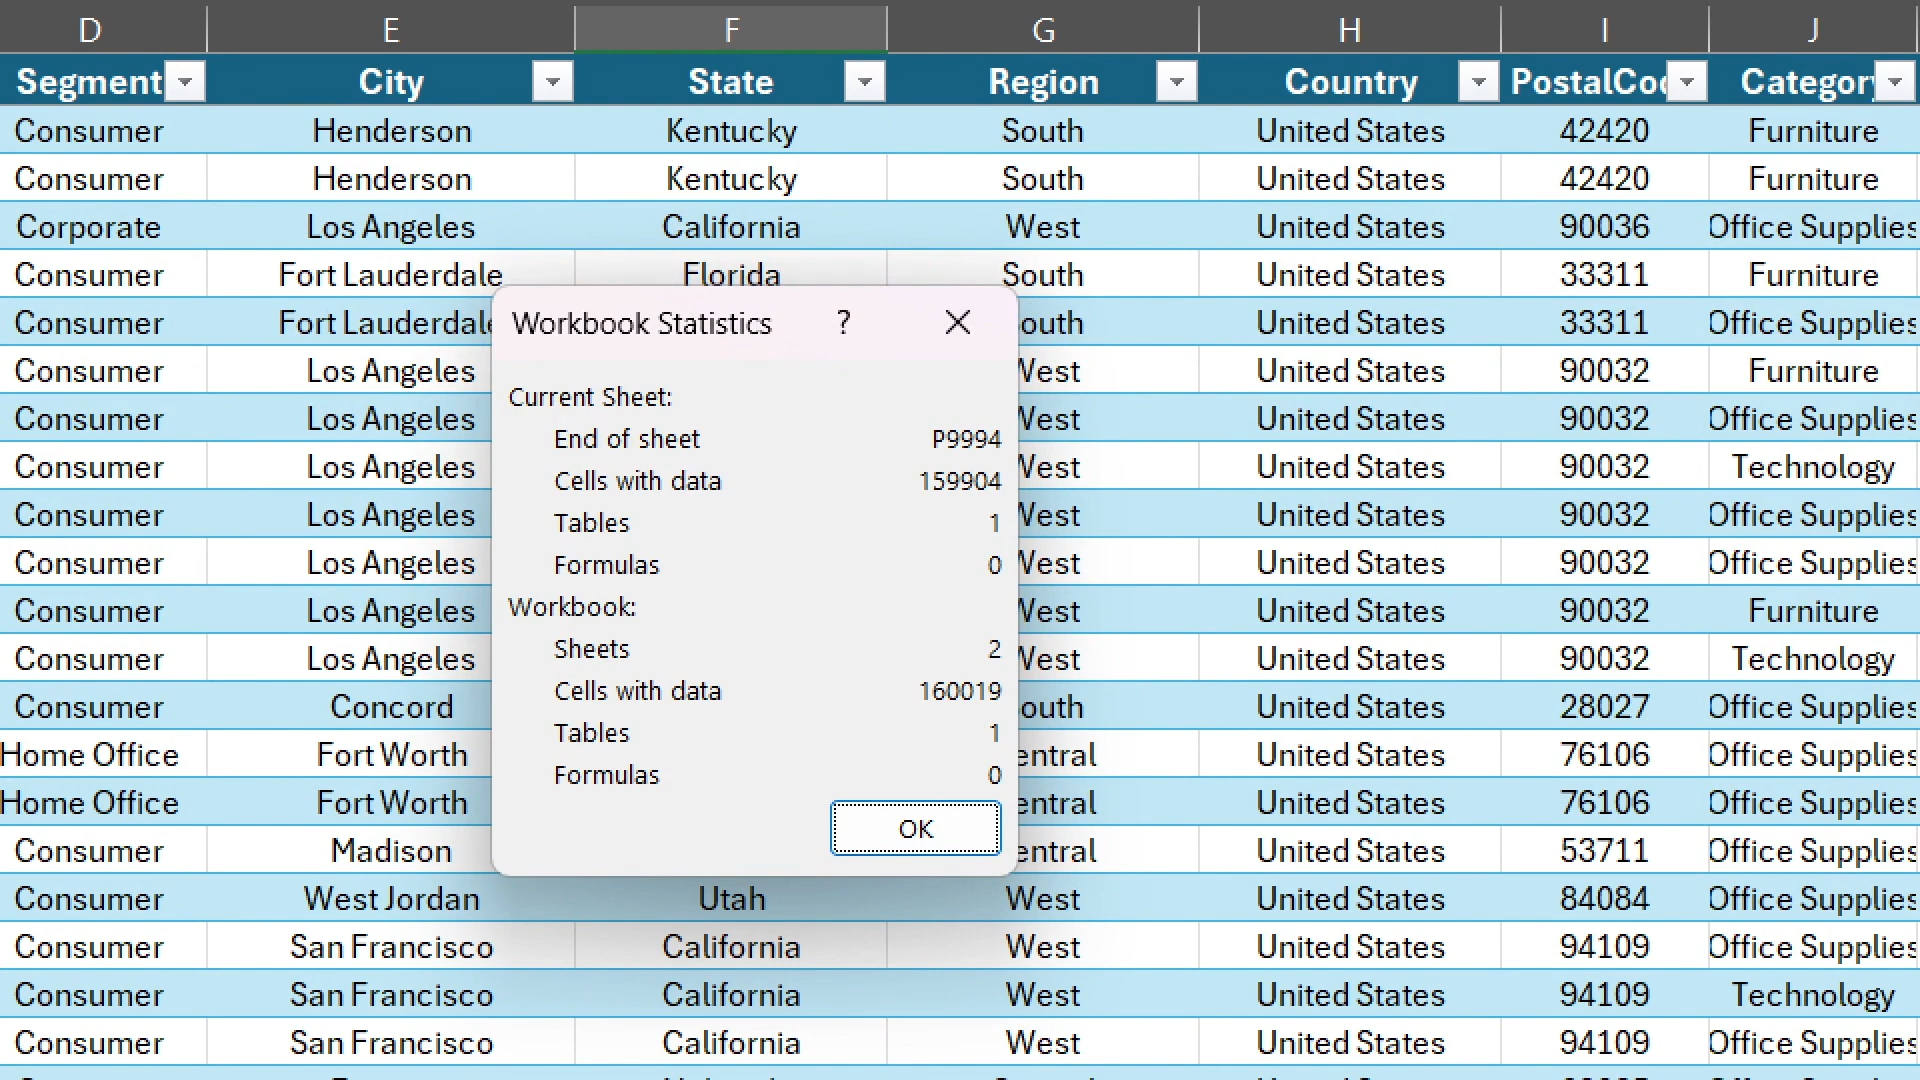 D E F G H I J
Segment City State Region Country PostalCo Category
Consumer Henderson Kentucky South United States 42420 Furniture
Consumer Henderson Kentucky South United States 42420 Furniture
Corporate Los Angeles California West United States 90036 Office Supplies
Consumer Fort Lauderdale Florida South United States 33311 Furniture
Consumer Fort Lauderdale outh United States 33311 Office Supplies
Consumer Los Angeles West United States 90032 Furniture
Consumer Los Angeles West United States 90032 Office Supplies
Consumer Los Angeles West United States 90032 Technology
Consumer Los Angeles West United States 90032 Office Supplies
Consumer Los Angeles West United States 90032 Office Supplies
Consumer Los Angeles West United States 90032 Furniture
Consumer Los Angeles West United States 90032 Technology
Consumer Concord outh United States 28027 Office Supplies
Home Office Fort Worth entral United States 76106 Office Supplies
Home Office Fort Worth entral United States 76106 Office Supplies
Consumer Madison entral United States 53711 Office Supplies
Consumer West Jordan Utah West United States 84084 Office Supplies
Consumer San Francisco California West United States 94109 Office Supplies
Consumer San Francisco California West United States 94109 Technology
Consumer San Francisco California West United States 94109 Office Supplies
Workbook Statistics ?
Current Sheet:
End of sheet P9994
Cells with data 159904
Tables 1
Formulas 0
Workbook:
Sheets 2
Cells with data 160019
Tables 1
Formulas 0
OK